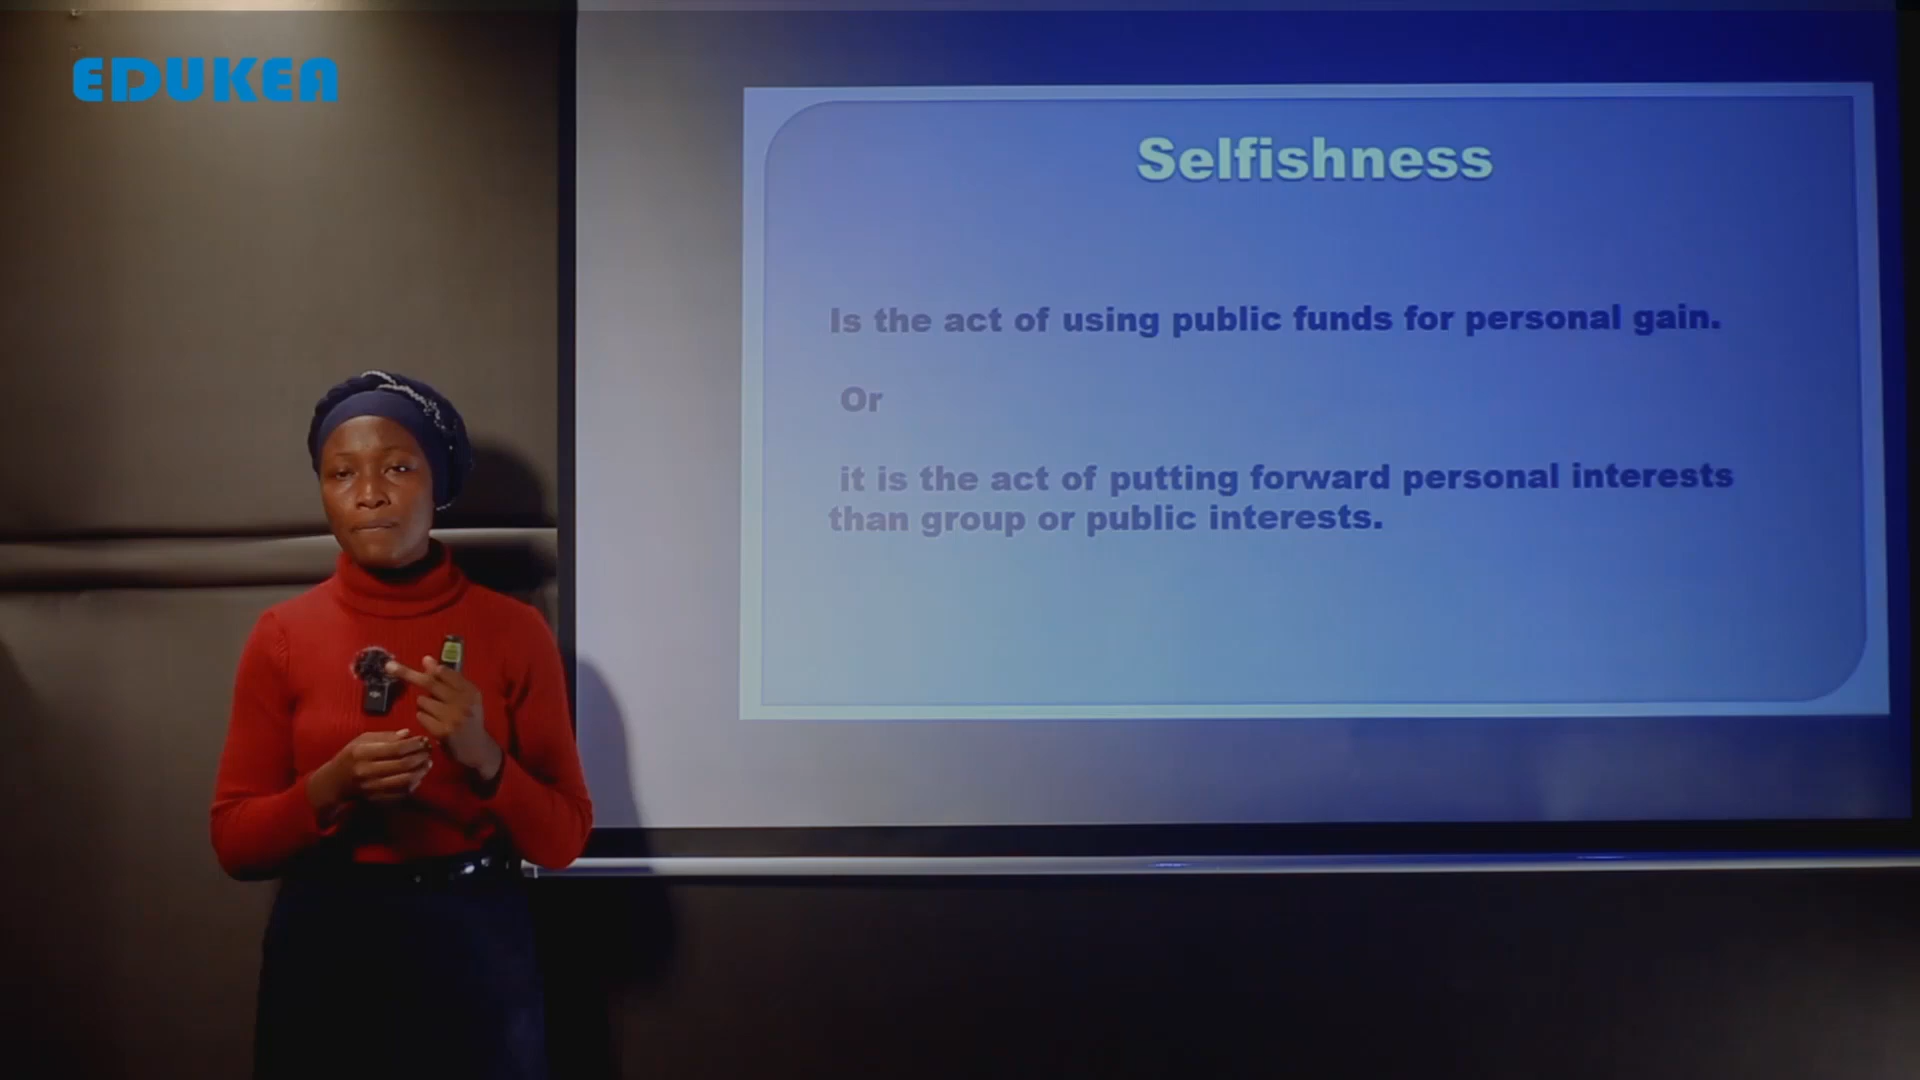 EDUKEA
Selfishness
Is the act of using public funds for personal gain.
Or
it is the act of putting forward personal interests
than group or public interests.